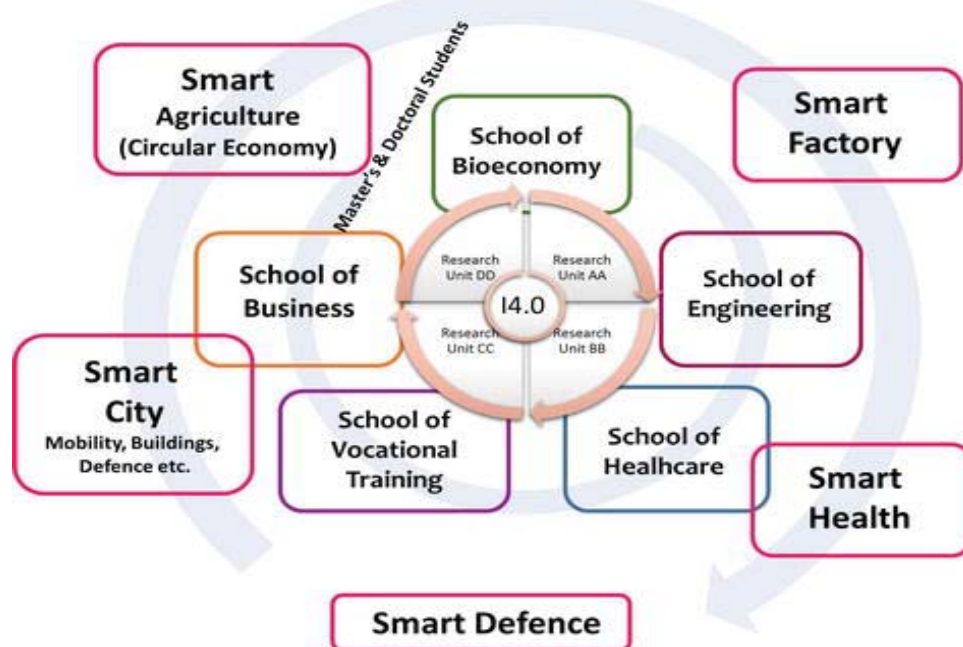 Smart
Agriculture
(Circular Economy)
Master's & Doctoral Students
School of
Bioeconomy
Smart
Factory
School of
Business
Research
Unit DD
Research
Unit AA
I4.0
Research
Unit CC
Research
Unit BB
School of
Engineering
Smart
City
Mobility, Buildings,
Defence etc.
School of
Vocational
Training
School of
Healhcare
Smart
Health
Smart Defence